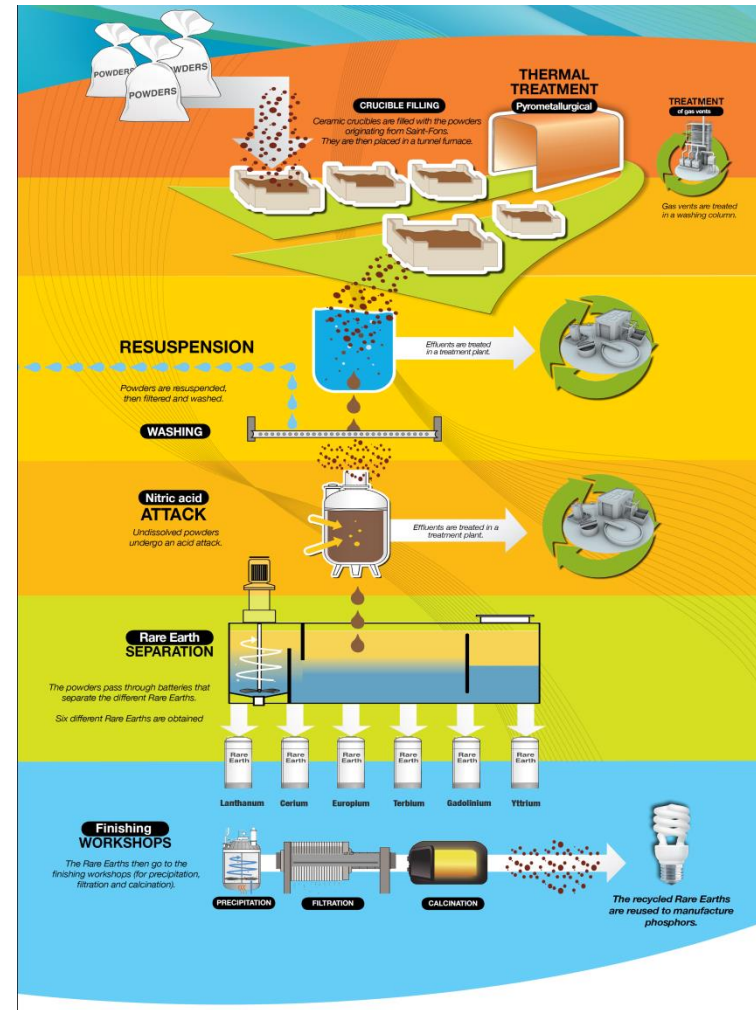 POWDERS
POWDERS
POWDERS
CRUCIBLE FILLING
Ceramic crucibles are filled with the powders
originating from Saint-Fons.
They are then placed in a tunnel furnace.
THERMAL
TREATMENT
Pyrometallurgical
TREATMENT
of gas vents
Gas vents are treated
in a washing column.
RESUSPENSION
Powders are resuspended,
then filtered and washed.
Effluents are treated
in a treatment plant.
WASHING
Nitric acid
ATTACK
Undissolved powders
undergo an acid attack.
Effluents are treated in a
treatment plant.
Rare Earth
SEPARATION
The powders pass through batteries that
separate the different Rare Earths.
Six different Rare Earths are obtained
Rare Earth
Rare Earth
Rare Earth
Rare Earth
Rare Earth
Rare Earth
Lanthanum Cerium Europium Terbium Gadolinium Yttrium
Finishing
WORKSHOPS
The Rare Earths then go to the
finishing workshops (for precipitation,
filtration and calcination).
PRECIPITATION
FILTRATION
CALCINATION
The recycled Rare Earths
are reused to manufacture
phosphors.